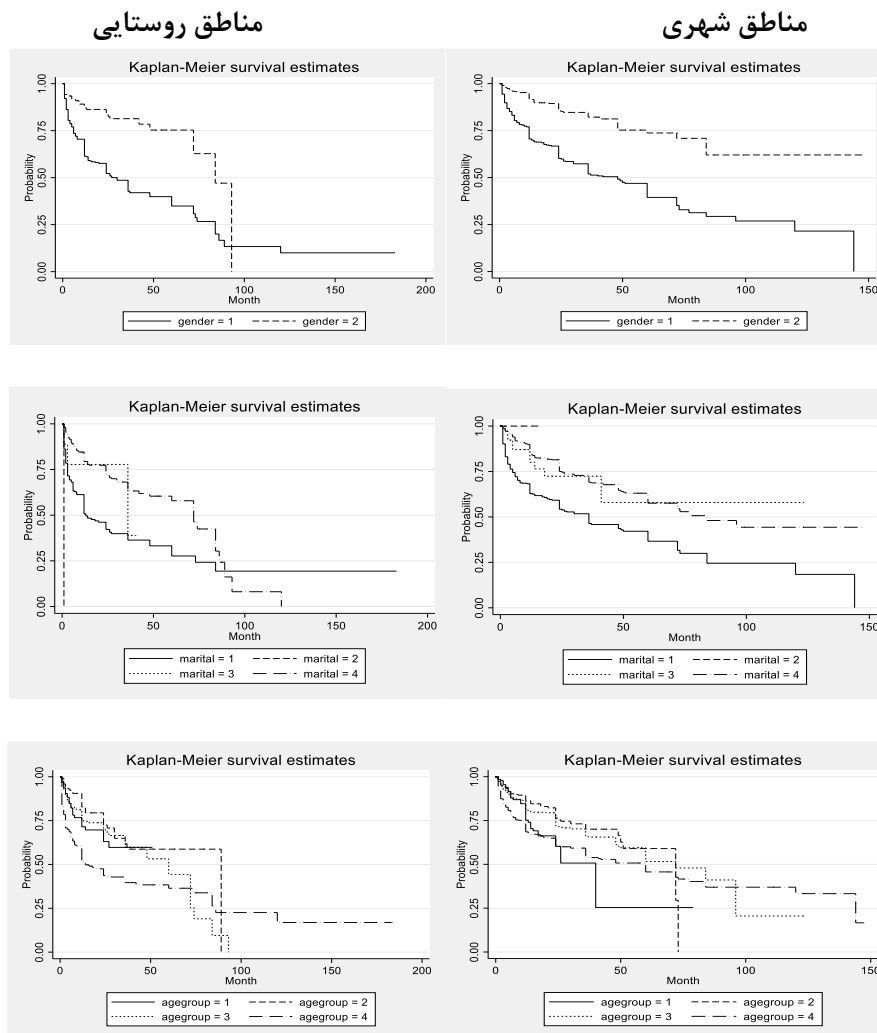 مناطق روستایی
مناطق شهری
Kaplan-Meier survival estimates
Probability
1.00
0.75
0.50
0.25
0.00
0 50 100 150 200
Month
gender = 1 gender = 2
Kaplan-Meier survival estimates
Probability
1.00
0.75
0.50
0.25
0.00
0 50 100 150
Month
gender = 1 gender = 2
Kaplan-Meier survival estimates
Probability
1.00
0.75
0.50
0.25
0.00
0 50 100 150 200
Month
marital = 1 marital = 2
marital = 3 marital = 4
Kaplan-Meier survival estimates
Probability
1.00
0.75
0.50
0.25
0.00
0 50 100 150
Month
marital = 1 marital = 2
marital = 3 marital = 4
Kaplan-Meier survival estimates
Probability
1.00
0.75
0.50
0.25
0.00
0 50 100 150 200
Month
agegroup = 1 agegroup = 2
agegroup = 3 agegroup = 4
Kaplan-Meier survival estimates
Probability
1.00
0.75
0.50
0.25
0.00
0 50 100 150
Month
agegroup = 1 agegroup = 2
agegroup = 3 agegroup = 4